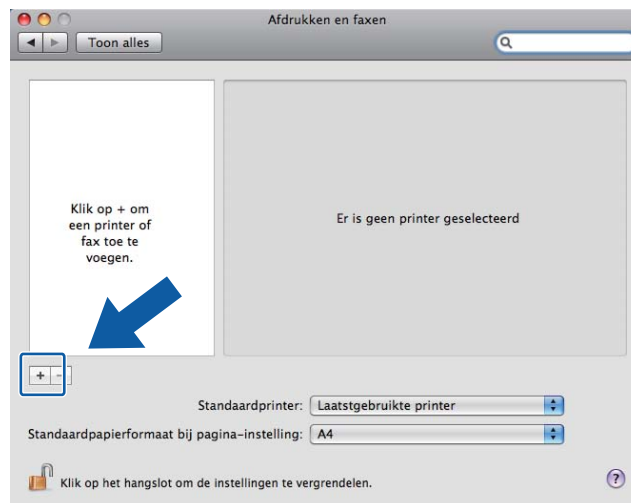 Afdrukken en faxen
Toon alles
Klik op + om
een printer of
fax toe te
voegen.
Er is geen printer geselecteerd
+ -
Standaardprinter: Laatstgebruikte printer
Standaardpapierformaat bij pagina-instelling: A4
Klik op het hangslot om de instellingen te vergrendelen.
?